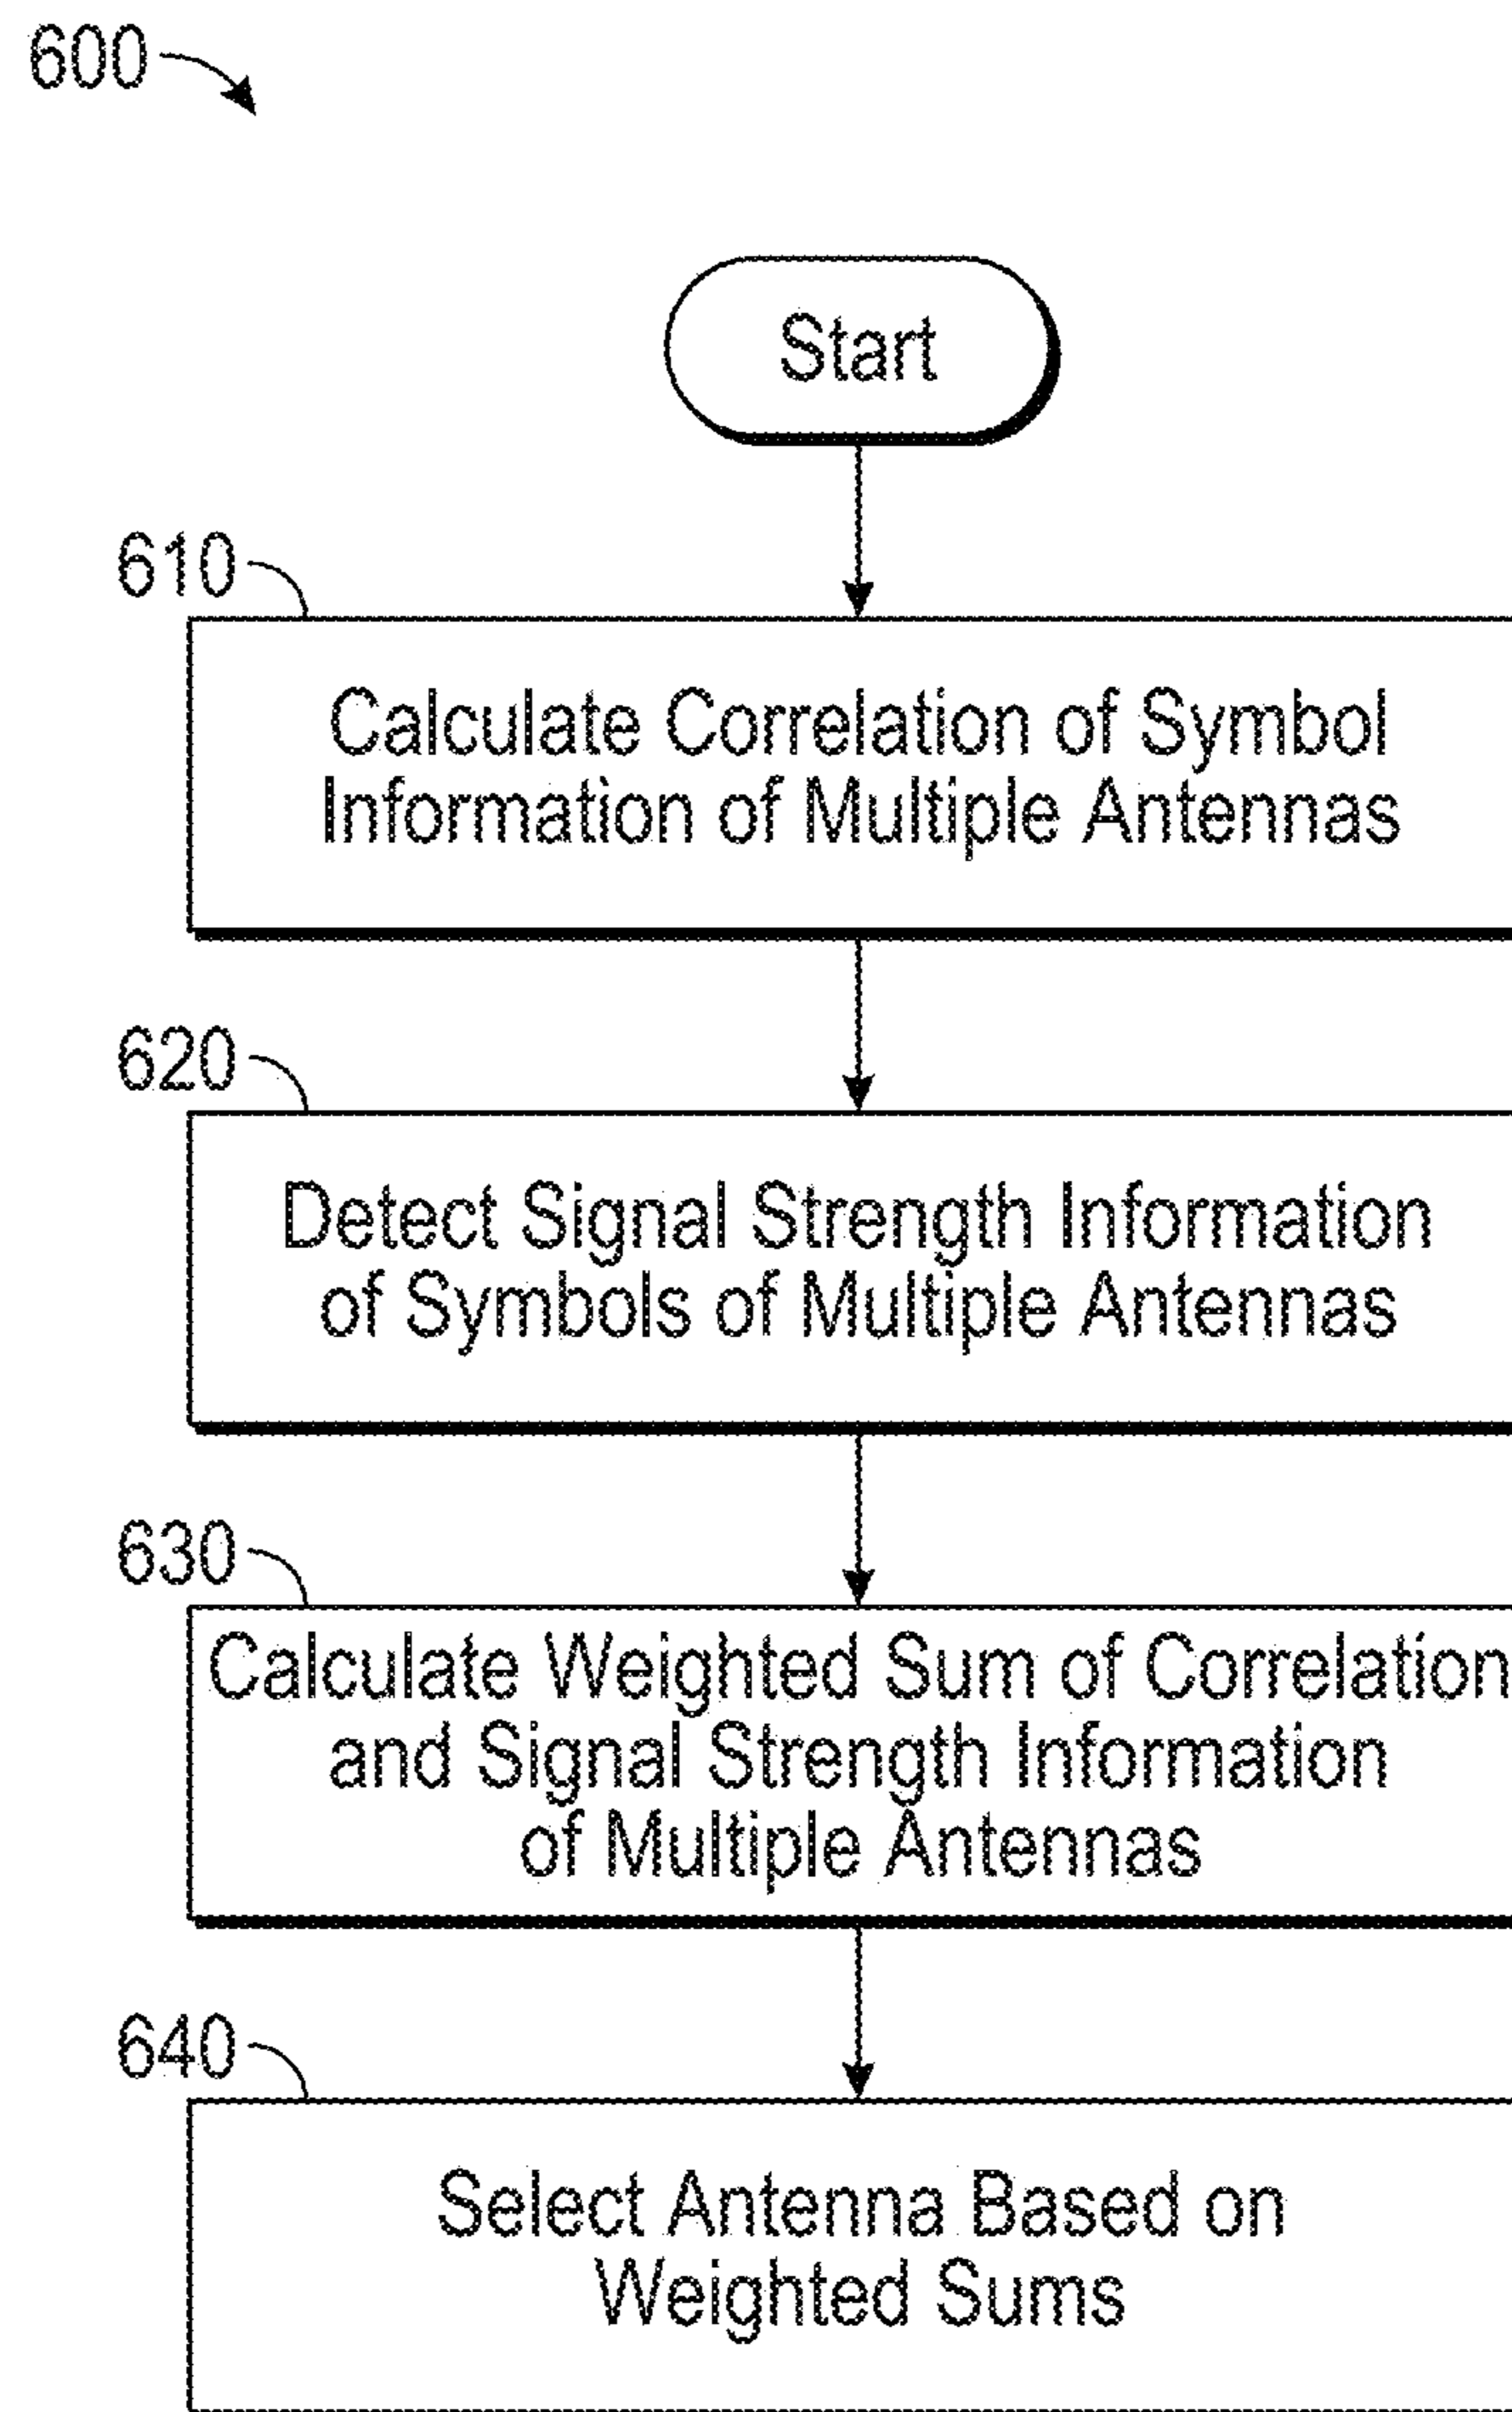 600
Start
610
Calculate Correlation of Symbol
Information of Multiple Antennas
620
Detect Signal Strength Information
of Symbols of Multiple Antennas
630
Calculate Weighted Sum of Correlation
and Signal Strength Information
of Multiple Antennas
640
Select Antenna Based on
Weighted Sums